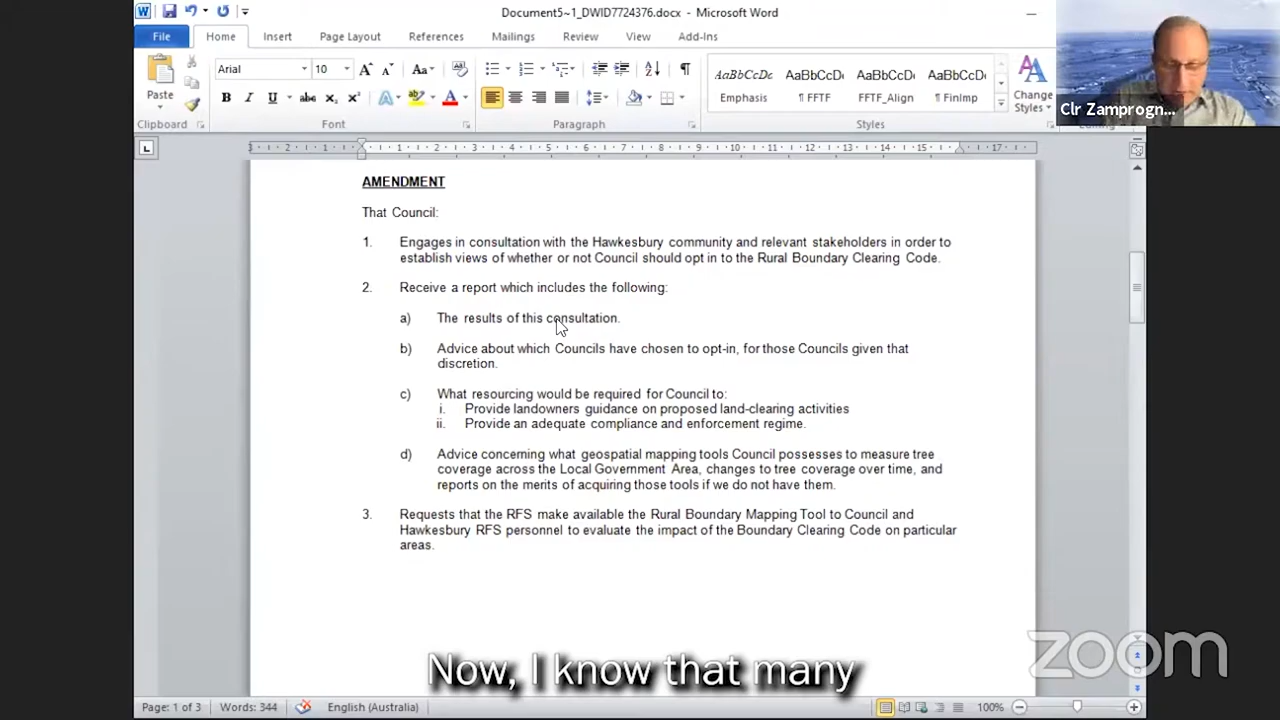 Document5~1_DWID7724376.docx - Microsoft Word
File Home Insert Page Layout References Mailings Review View Add-Ins
Arial 10
Paste
Clipboard Font Paragraph Styles
AaBbCcDc AaBbCcDt AaBbCcDt AaBbCcDt
Emphasis ¶ FFTF FFTF_Align ¶ FinImp
Change
Styles
Clr Zamprogn...
AMENDMENT
That Council:
1. Engages in consultation with the Hawkesbury community and relevant stakeholders in order to
establish views of whether or not Council should opt in to the Rural Boundary Clearing Code.
2. Receive a report which includes the following:
a) The results of this consultation.
b) Advice about which Councils have chosen to opt-in, for those Councils given that
discretion.
c) What resourcing would be required for Council to:
i. Provide landowners guidance on proposed land-clearing activities
ii. Provide an adequate compliance and enforcement regime.
d) Advice concerning what geospatial mapping tools Council possesses to measure tree
coverage across the Local Government Area, changes to tree coverage over time, and
reports on the merits of acquiring those tools if we do not have them.
3. Requests that the RFS make available the Rural Boundary Mapping Tool to Council and
Hawkesbury RFS personnel to evaluate the impact of the Boundary Clearing Code on particular
areas.
Now, I know that many
zoom
Page: 1 of 3 Words: 344 English (Australia) 100%